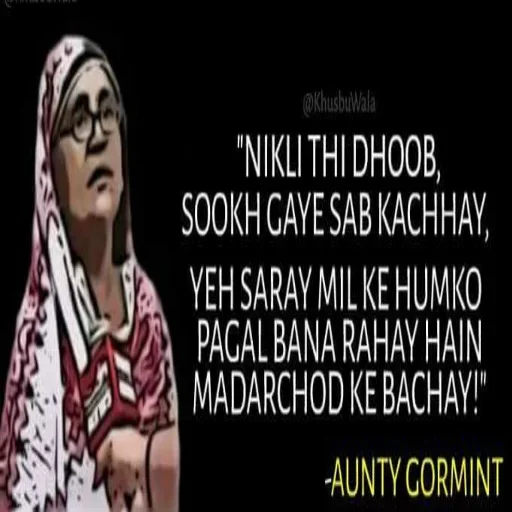 @KhusbuWala
"NIKLI THI DHOOB,
SOOKH GAYE SAB KACHHAY,
YEH SARAY MIL KE HUMKO
PAGAL BANA RAHAY HAIN
MADARCHOD KE BACHAY!"
-AUNTY GORMINT